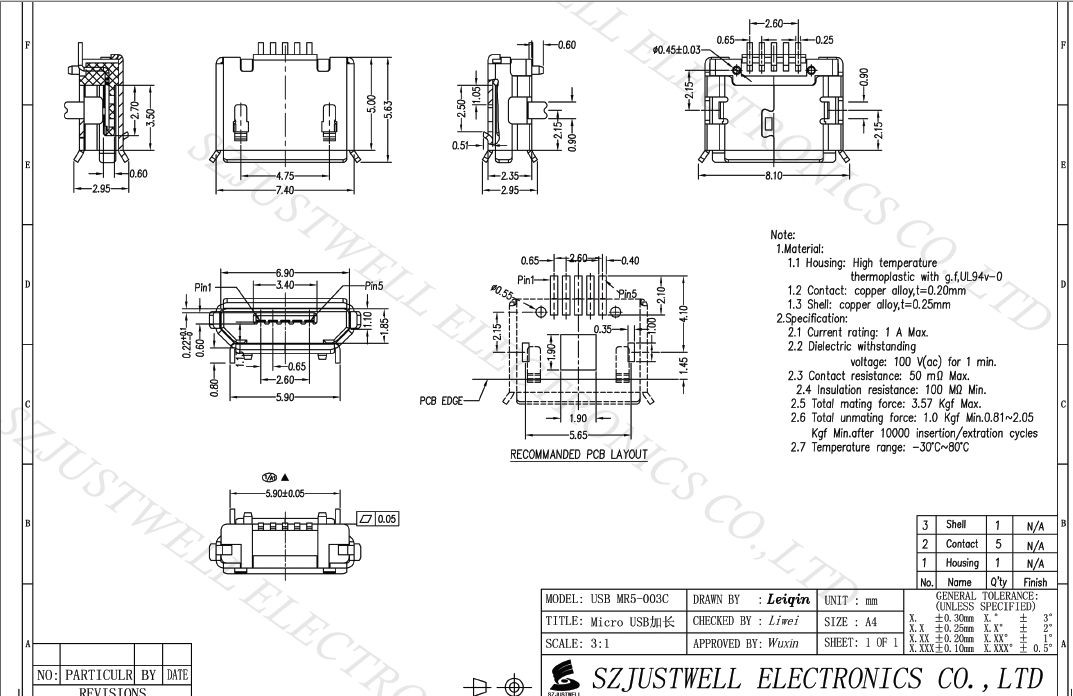 F
E
D
C
B
A
F
E
D
C
B
A
0.60
2.95
2.70
3.50
5.00
5.63
4.75
7.40
0.60
2.50
1.05
0.51
2.15
0.90
2.35
2.95
2.60
0.65
0.25
ø0.45±0.03
2.15
0.90
2.15
8.10
6.90
3.40
Pin1
Pin5
0.60
0.80
1.10
1.85
0.65
2.60
5.90
0.65
2.60
0.40
Pin1
Pin5
ø0.55
2.15
1.90
0.35
2.10
4.10
1.45
PCB EDGE
1.90
5.65
RECOMMANDED PCB LAYOUT
5.90±0.05
0.05
Note:
1.Material:
1.1 Housing: High temperature
thermoplastic with g.f,UL94v-0
1.2 Contact: copper alloy,t=0.20mm
1.3 Shell: copper alloy,t=0.25mm
2.Specification:
2.1 Current rating: 1 A Max.
2.2 Dielectric withstanding
voltage: 100 V(ac) for 1 min.
2.3 Contact resistance: 50 mΩ Max.
2.4 Insulation resistance: 100 MΩ Min.
2.5 Total mating force: 3.57 Kgf Max.
2.6 Total unmating force: 1.0 Kgf Min.0.81~2.05
Kgf Min.after 10000 insertion/extration cycles
2.7 Temperature range: -30°C~80°C
3 Shell 1 N/A
2 Contact 5 N/A
1 Housing 1 N/A
No. Name Q'ty Finish
MODEL: USB MR5-003C DRAWN BY : Leiqin UNIT : mm
TITLE: Micro USB加长 CHECKED BY : Liwei SIZE : A4
SCALE: 3:1 APPROVED BY: Wuxin SHEET: 1 OF 1
GENERAL TOLERANCE:
(UNLESS SPECIFIED)
X. ±0.30mm X.° ± 3°
X.X ±0.25mm X.X° ± 2°
X.XX ±0.20mm X.XX° ± 1°
X.XXX±0.10mm X.XXX° ± 0.5°
SZJUSTWELL
SZJUSTWELL ELECTRONICS CO.,LTD
NO: PARTICULR BY DATE
REVISIONS
SZJUSTWELL ELECTRONICS CO.,LTD
SZJUSTWELL ELECTRONICS CO.,LTD